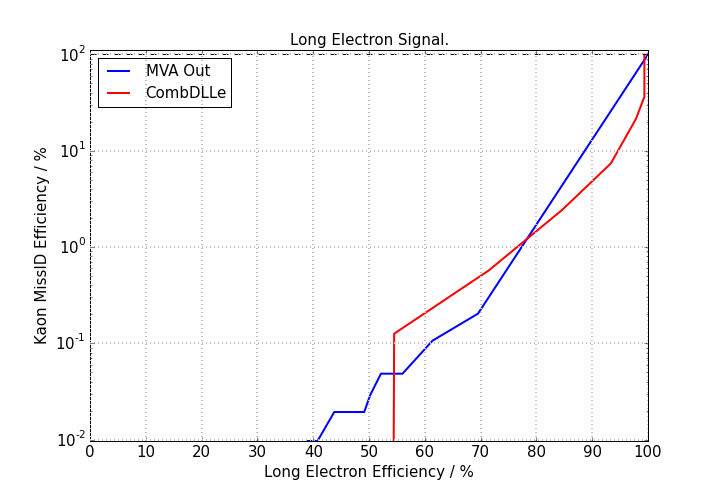 Long Electron Signal.
MVA Out
CombDLLe
Kaon MissID Efficiency / %
10^2
10^1
10^0
10^-1
10^-2
0 10 20 30 40 50 60 70 80 90 100
Long Electron Efficiency / %